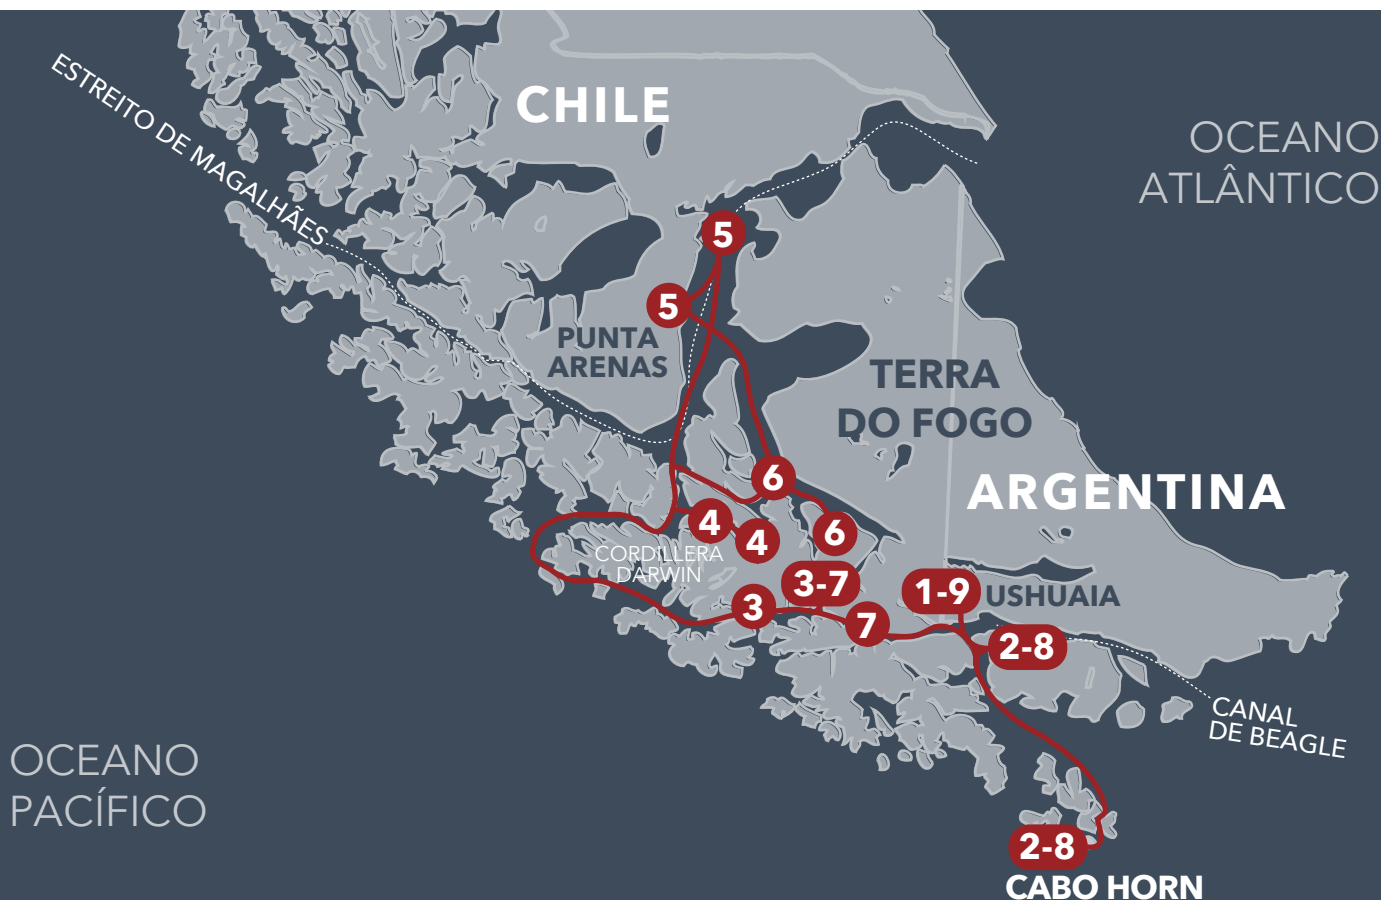 ESTREITO DE MAGALHÃES
CHILE
OCEANO
ATLÂNTICO
5
5
PUNTA
ARENAS
TERRA
DO FOGO
6
ARGENTINA
4
4
6
CORDILLERA
DARWIN
3-7
1-9
USHUAIA
3
7
2-8
CANAL
DE BEAGLE
OCEANO
PACÍFICO
2-8
CABO HORN